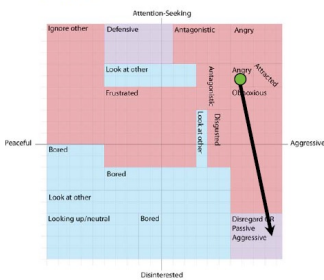 Attention-Seeking
Ignore other
Defensive
Antagonistic
Angry
Look at other
Frustrated
Angry
Attracted
Obnoxious
Antagonistic
Disgusted
Look at other
Peaceful
Aggressive
Bored
Bored
Look at other
Looking up/neutral
Bored
Disregard OR
Passive
Aggressive
Disinterested